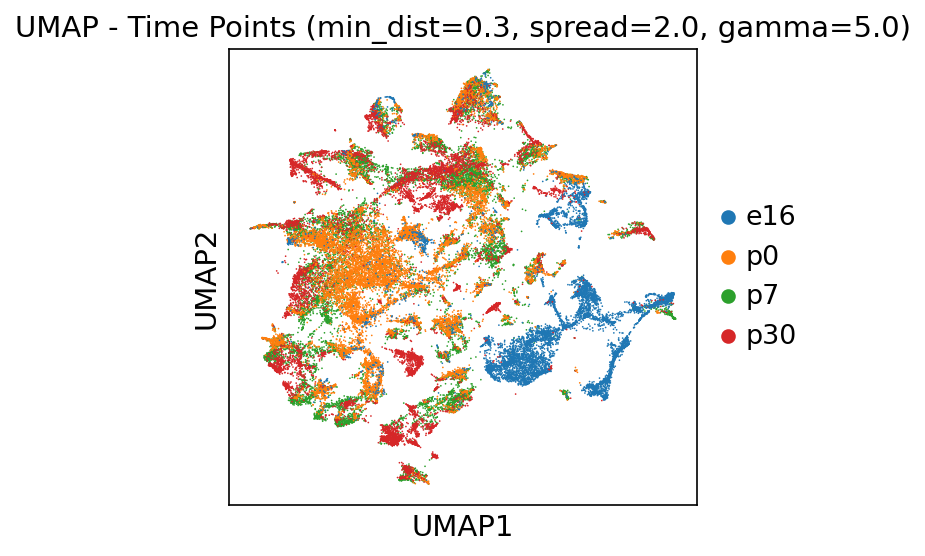 UMAP - Time Points (min_dist=0.3, spread=2.0, gamma=5.0)
UMAP2
e16
p0
p7
p30
UMAP1